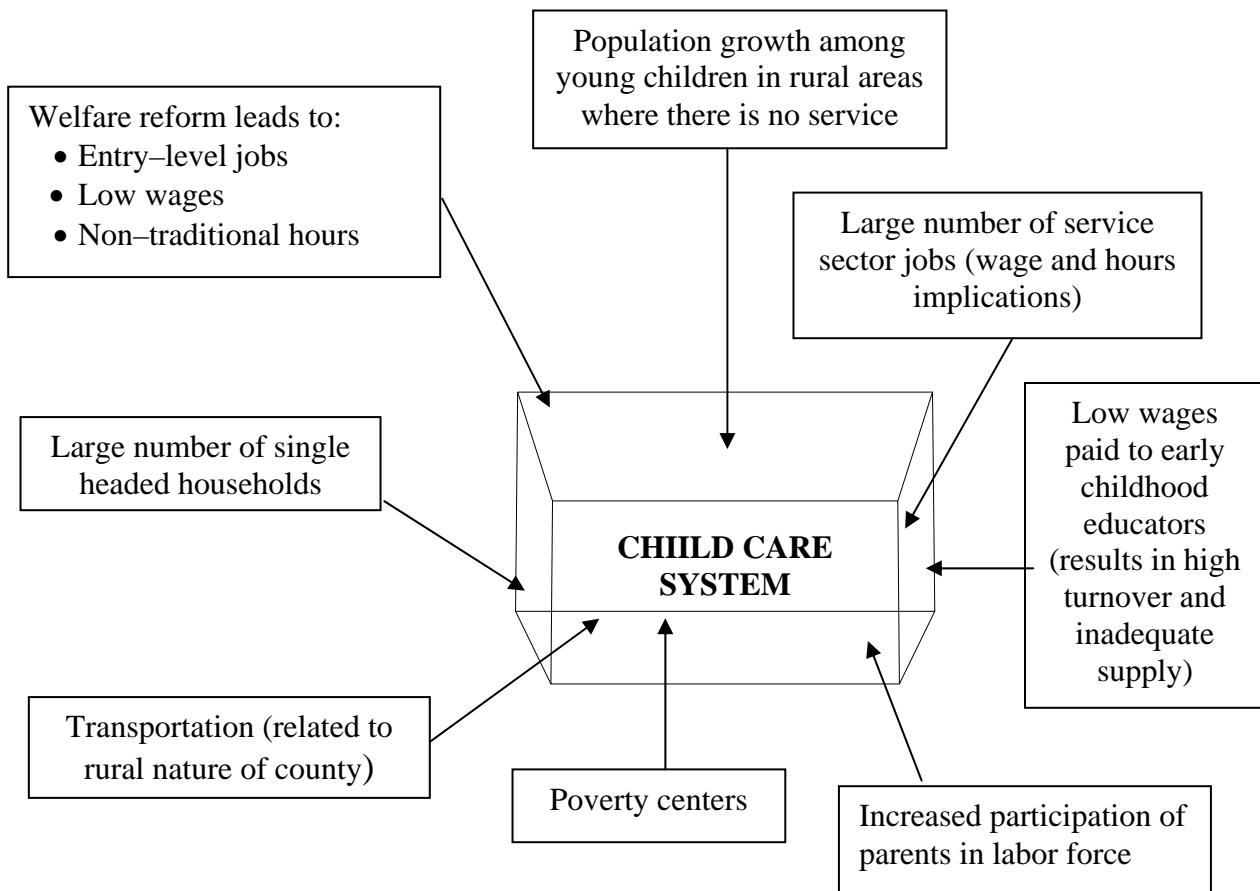 Population growth among
young children in rural areas
where there is no service
Welfare reform leads to:
• Entry–level jobs
• Low wages
• Non–traditional hours
Large number of service
sector jobs (wage and hours
implications)
Large number of single
headed households
Low wages
paid to early
childhood
educators
(results in high
turnover and
inadequate
supply)
CHIILD CARE
SYSTEM
Transportation (related to
rural nature of county)
Poverty centers
Increased participation of
parents in labor force